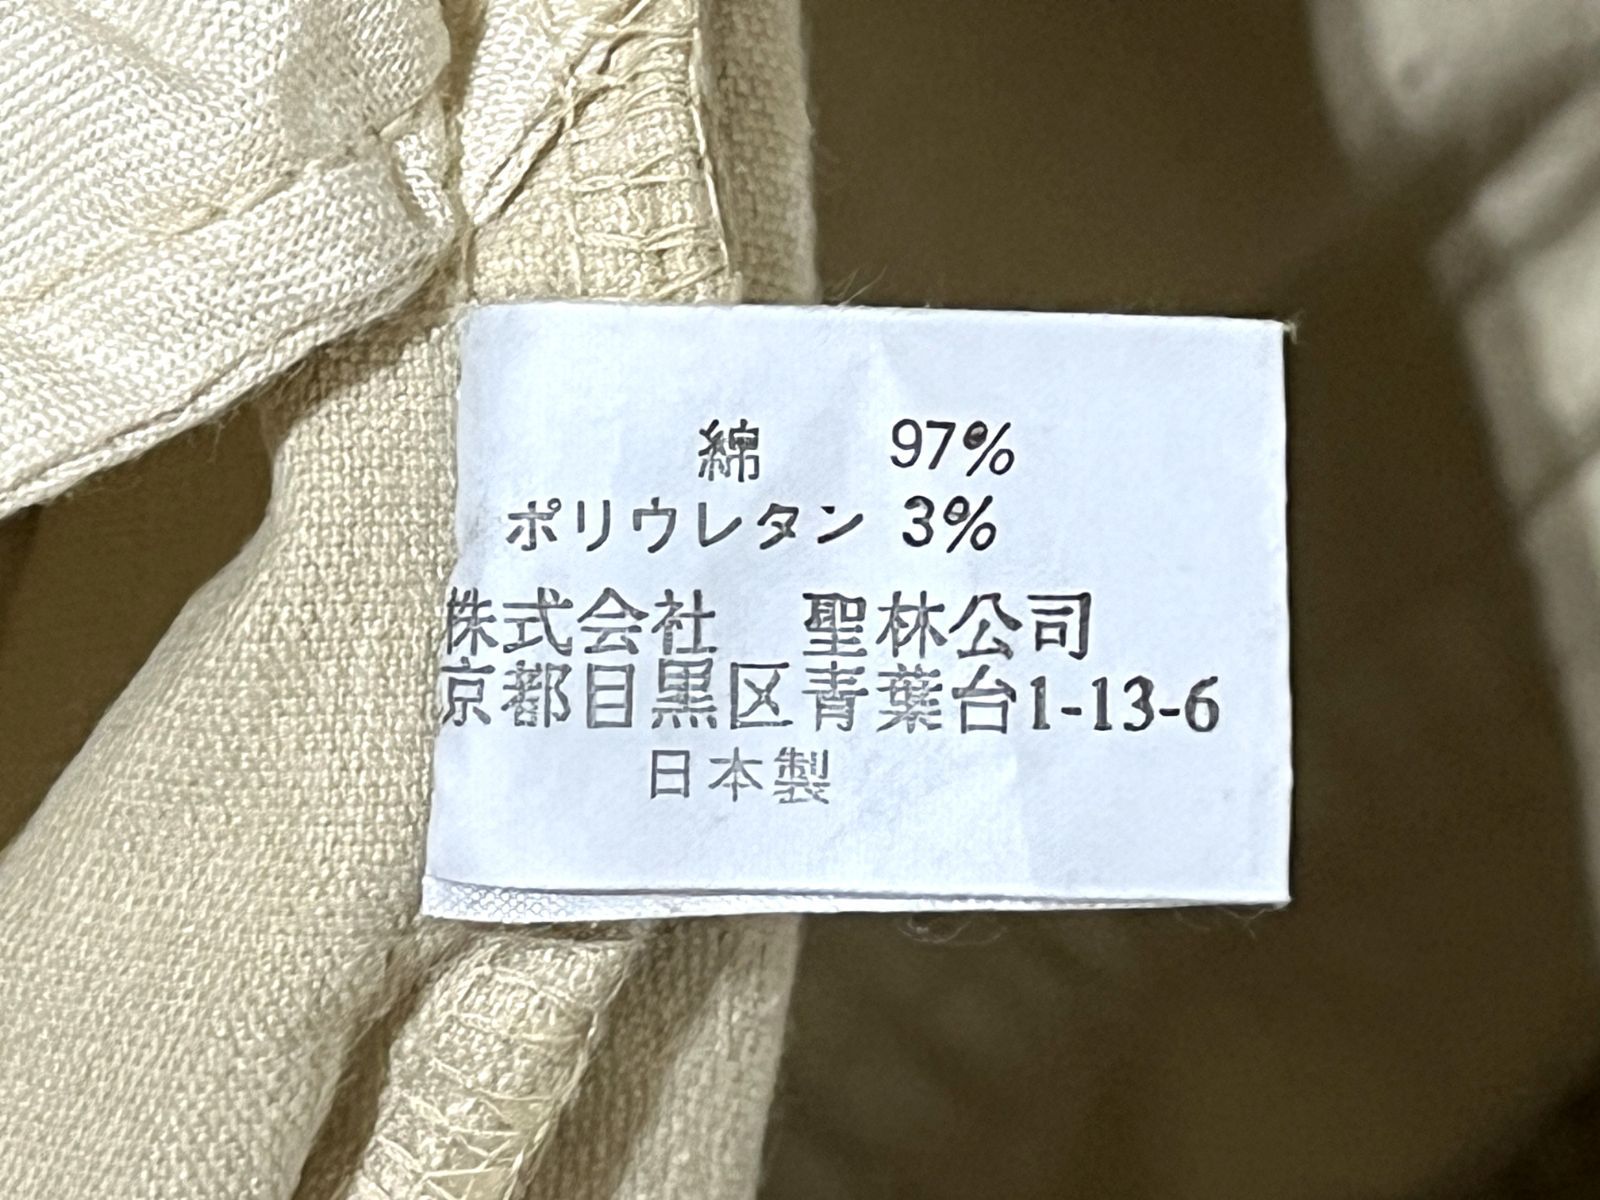 綿 97%
ポリウレタン 3%
株式会社 聖林公司
京都目黒区青葉台1-13-6
日本製